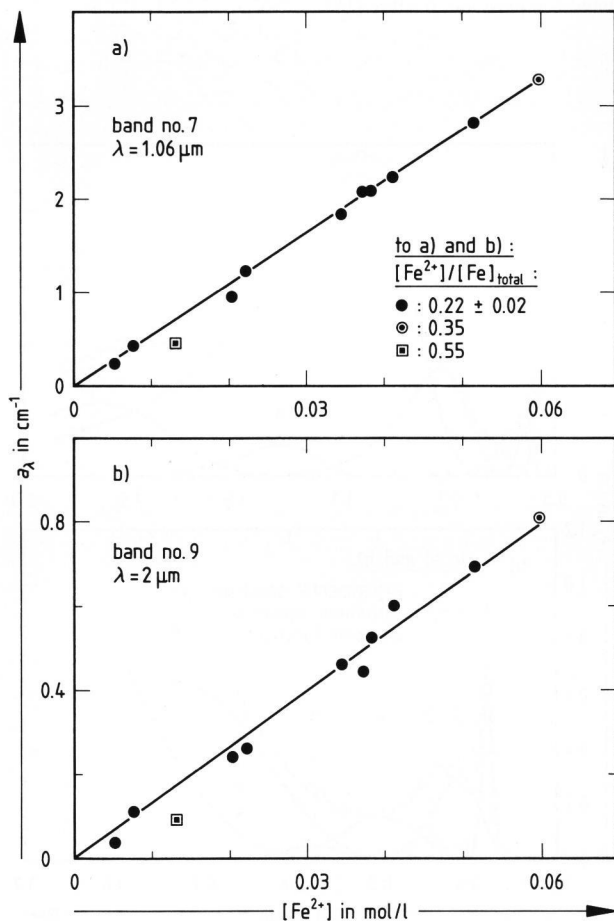 a)
band no. 7
λ = 1.06 µm
3
2
1
0
to a) and b) :
[Fe²⁺]/[Fe]total :
● : 0.22 ± 0.02
◉ : 0.35
▣ : 0.55
0
0.03
0.06
aλ in cm⁻¹
b)
band no. 9
λ = 2 µm
0.8
0.4
0
0
0.03
0.06
[Fe²⁺] in mol/l